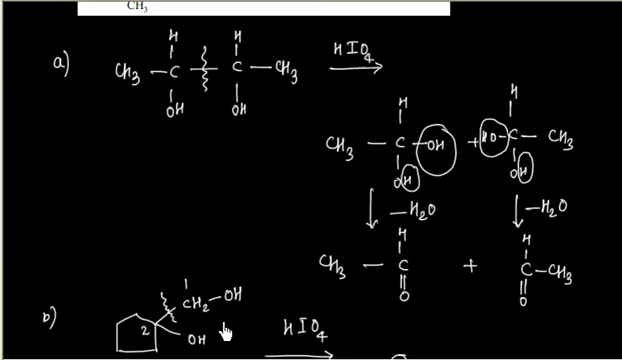 CH3
a)
H H
CH3 — C — C — CH3
OH OH
HIO4
H H
CH3 — C — OH + HO — C — CH3
OH OH
—H2O —H2O
H H
CH3 — C + C — CH3
O O
b)
1
CH2 — OH
2
OH
HIO4